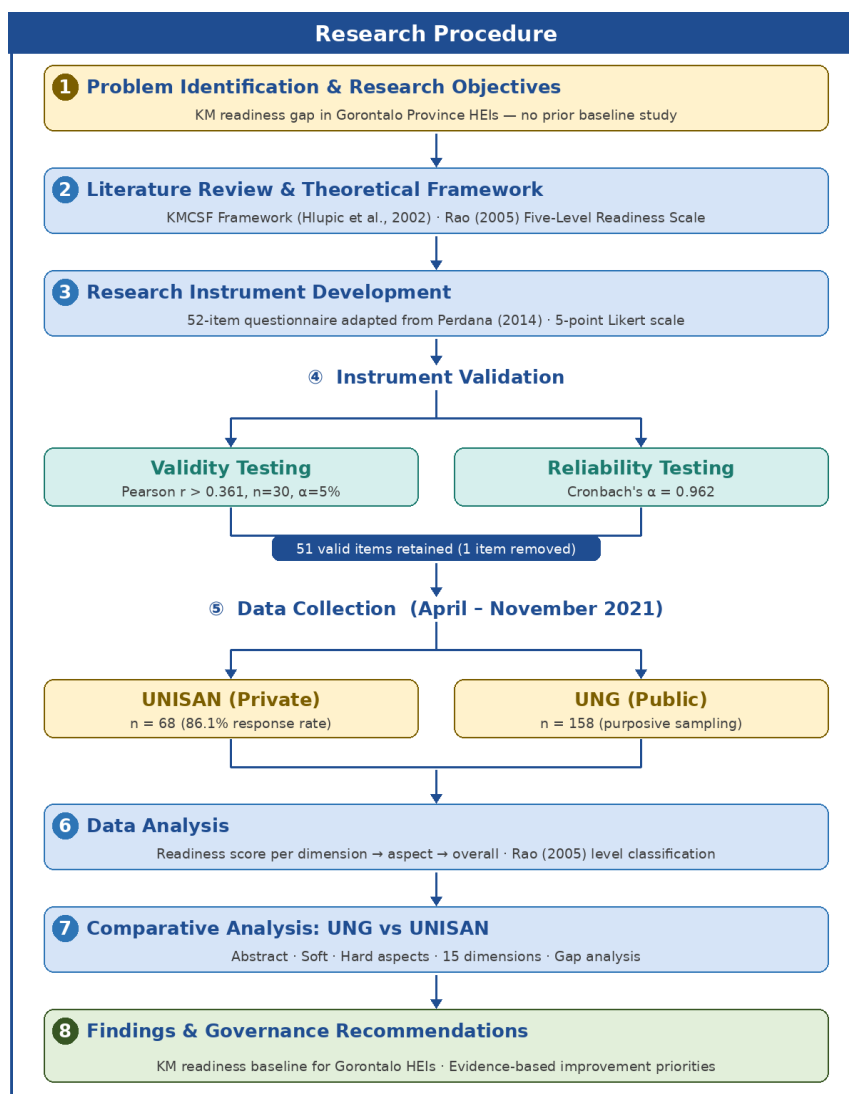 Research Procedure
1 Problem Identification & Research Objectives
KM readiness gap in Gorontalo Province HEIs — no prior baseline study
2 Literature Review & Theoretical Framework
KMCSF Framework (Hlupic et al., 2002) · Rao (2005) Five-Level Readiness Scale
3 Research Instrument Development
52-item questionnaire adapted from Perdana (2014) · 5-point Likert scale
④ Instrument Validation
Validity Testing
Pearson r > 0.361, n=30, α=5%
Reliability Testing
Cronbach's α = 0.962
51 valid items retained (1 item removed)
⑤ Data Collection (April – November 2021)
UNISAN (Private)
n = 68 (86.1% response rate)
UNG (Public)
n = 158 (purposive sampling)
6 Data Analysis
Readiness score per dimension → aspect → overall · Rao (2005) level classification
7 Comparative Analysis: UNG vs UNISAN
Abstract · Soft · Hard aspects · 15 dimensions · Gap analysis
8 Findings & Governance Recommendations
KM readiness baseline for Gorontalo HEIs · Evidence-based improvement priorities